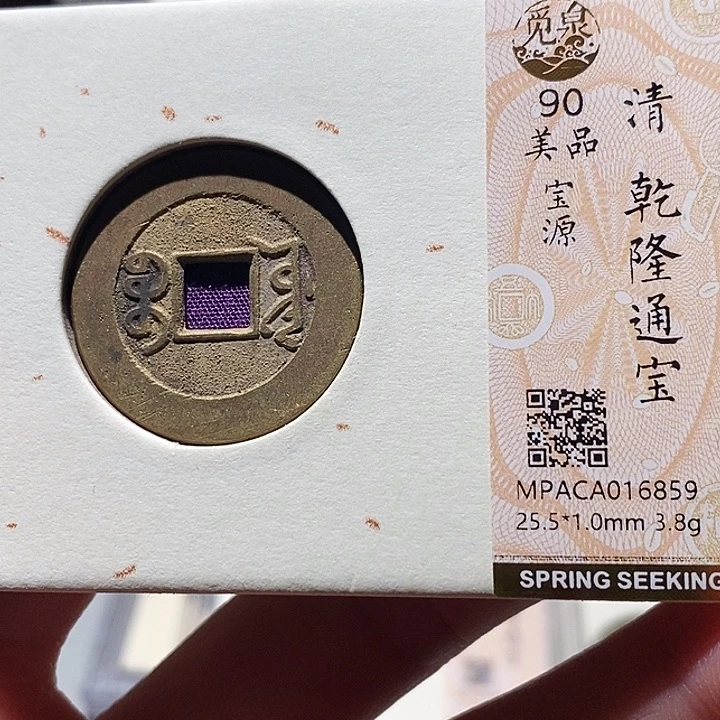 觅泉
90
美品
宝源
清 乾隆通宝
MPACA016859
25.5*1.0mm 3.8g
SPRING SEEKING